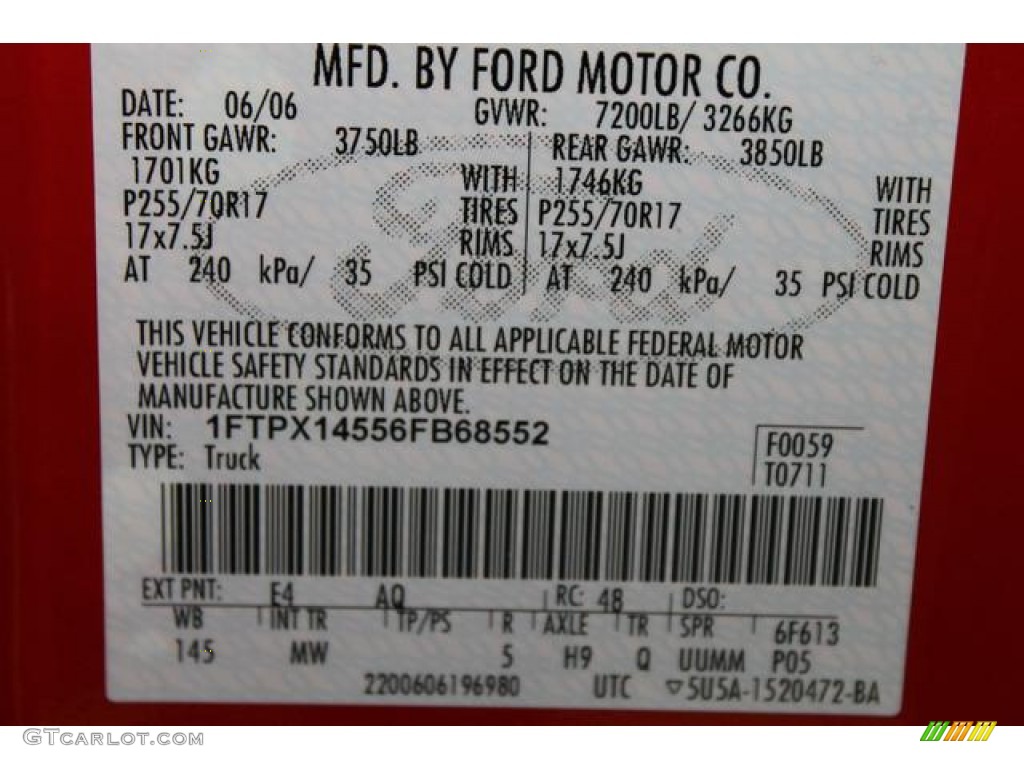 MFD. BY FORD MOTOR CO.
DATE: 06/06 GVWR: 7200LB/ 3266KG
FRONT GAWR: 3750LB REAR GAWR: 3850LB
1701KG WITH 1746KG WITH
P255/70R17 TIRES P255/70R17 TIRES
17x7.5J RIMS 17x7.5J RIMS
AT 240 kPa/ 35 PSI COLD AT 240 kPa/ 35 PSI COLD
Ford
THIS VEHICLE CONFORMS TO ALL APPLICABLE FEDERAL MOTOR
VEHICLE SAFETY STANDARDS IN EFFECT ON THE DATE OF
MANUFACTURE SHOWN ABOVE.
VIN: 1FTPX14556FB68552
F0059
TYPE: Truck
T0711
EXT PNT: E4 AQ RC: 48 DSO:
WB INT TR TP/PS R AXLE TR SPR 6F613
145 MW 5 H9 Q UUMM P05
2200606196980 UTC ▽5U5A-1520472-BA
GTCarLot.com